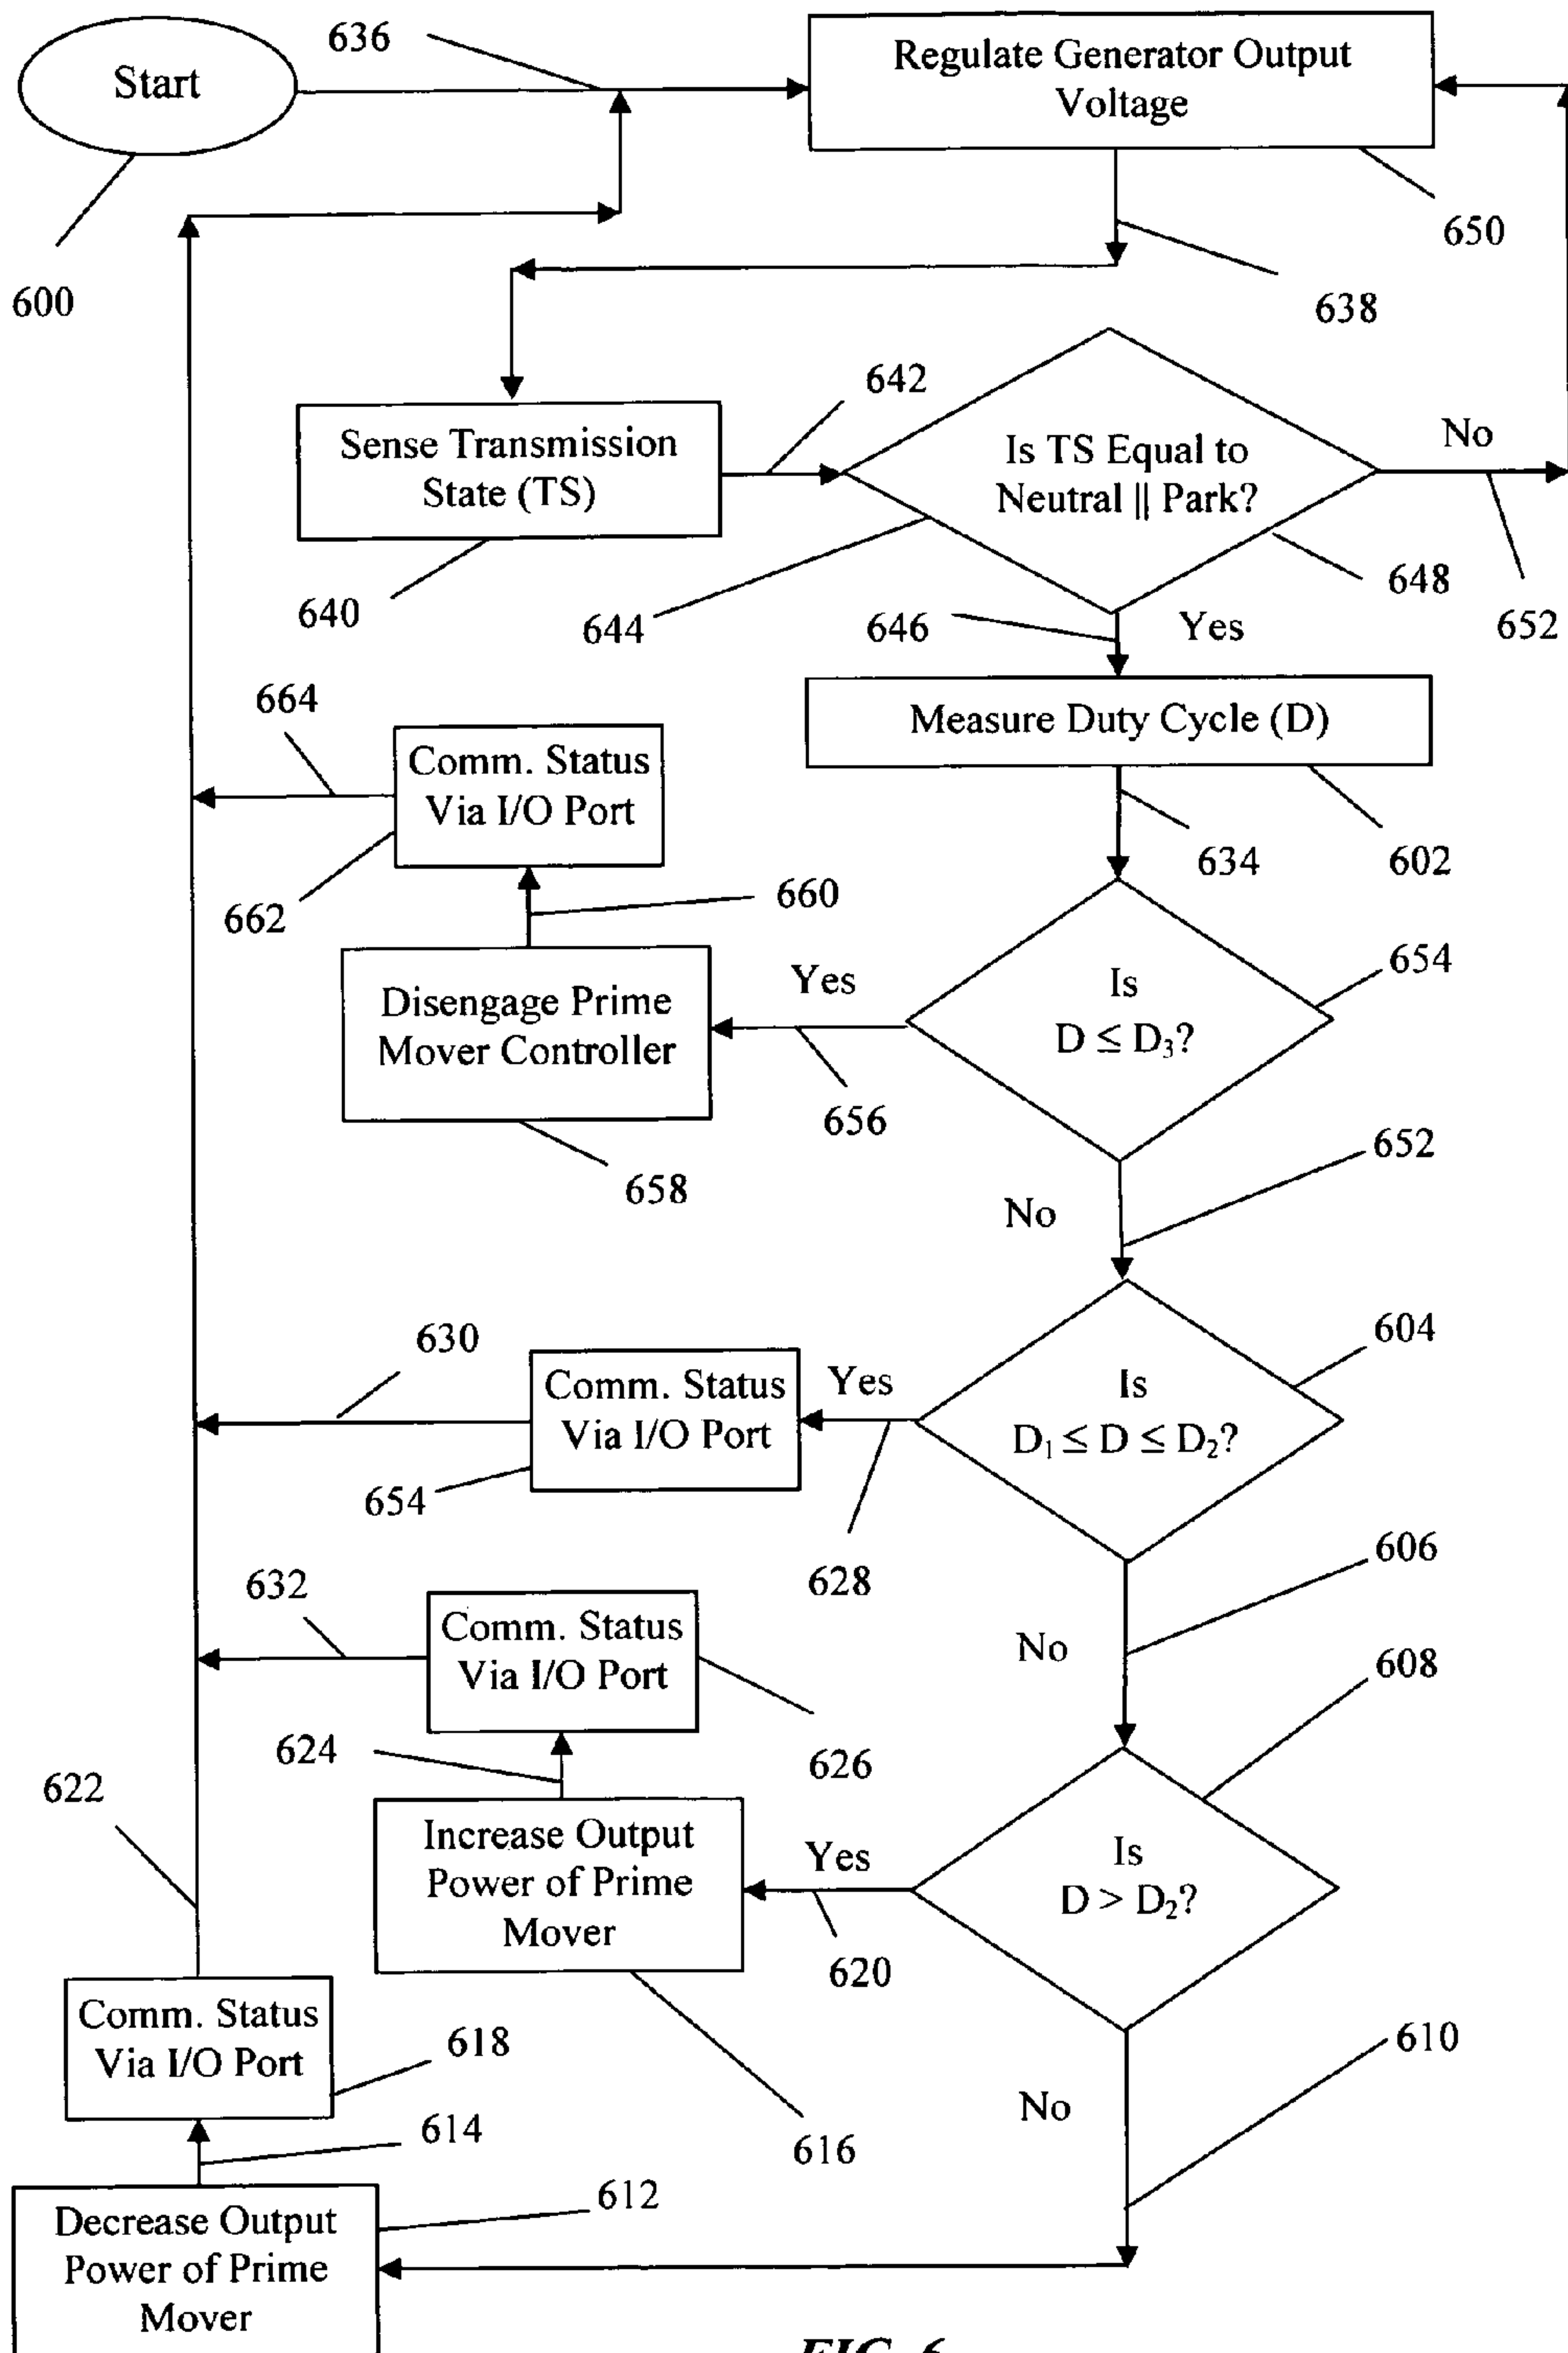 636
Start
Regulate Generator Output
Voltage
600
650
638
642
Sense Transmission
State (TS)
Is TS Equal to
Neutral || Park?
No
640
644
646
Yes
648
652
664
Comm. Status
Via I/O Port
Measure Duty Cycle (D)
662
660
634
602
Disengage Prime
Mover Controller
Yes
Is
D ≤ D₃?
654
656
658
652
No
630
Comm. Status
Via I/O Port
Yes
Is
D₁ ≤ D ≤ D₂?
604
654
628
606
632
Comm. Status
Via I/O Port
No
608
624
626
622
Increase Output
Power of Prime
Mover
Yes
Is
D > D₂?
620
Comm. Status
Via I/O Port
618
610
No
614
616
612
Decrease Output
Power of Prime
Mover
FIG. 6